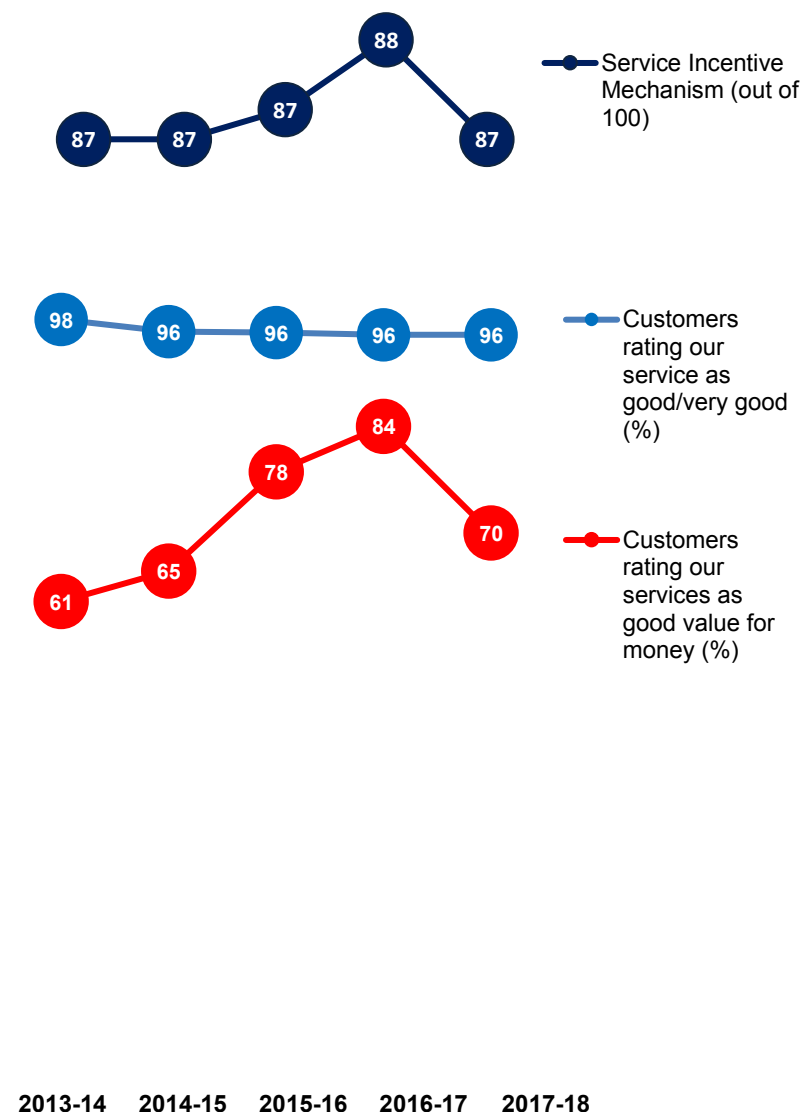 87 87 87 88 87
Service Incentive
Mechanism (out of
100)
98 96 96 96 96
Customers
rating our
service as
good/very good
(%)
61 65 78 84 70
Customers
rating our
services as
good value for
money (%)
2013-14 2014-15 2015-16 2016-17 2017-18